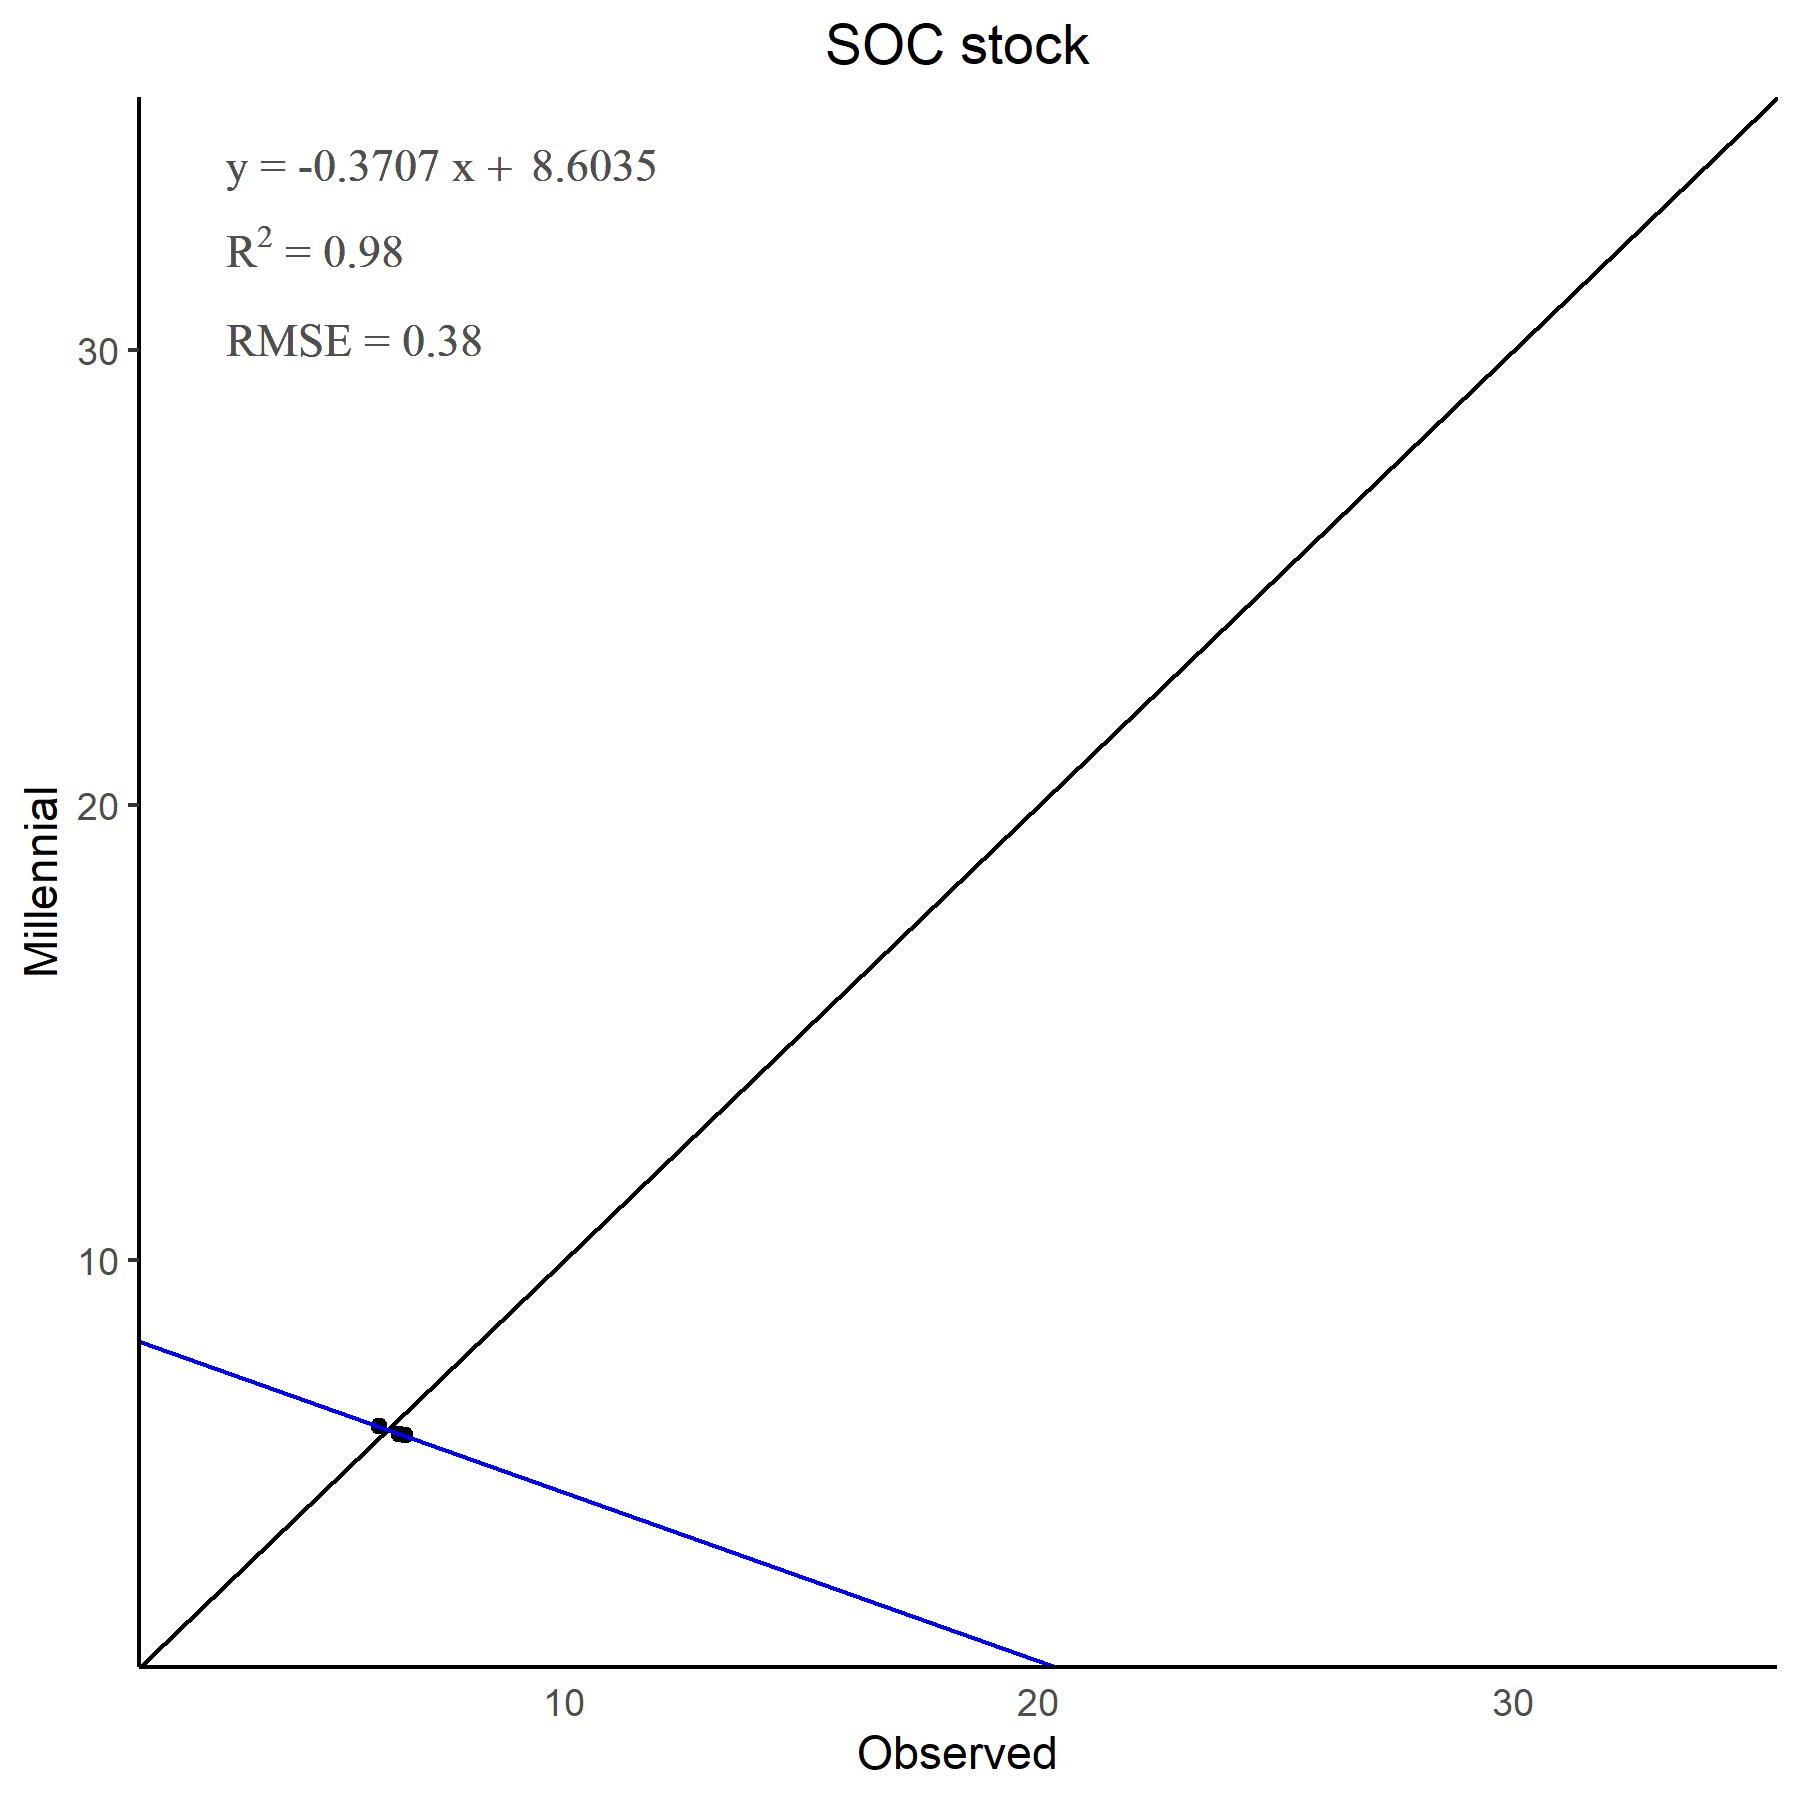 SOC stock
y = -0.3707 x + 8.6035
R² = 0.98
RMSE = 0.38
30
20
10
Millennial
10 20 30
Observed